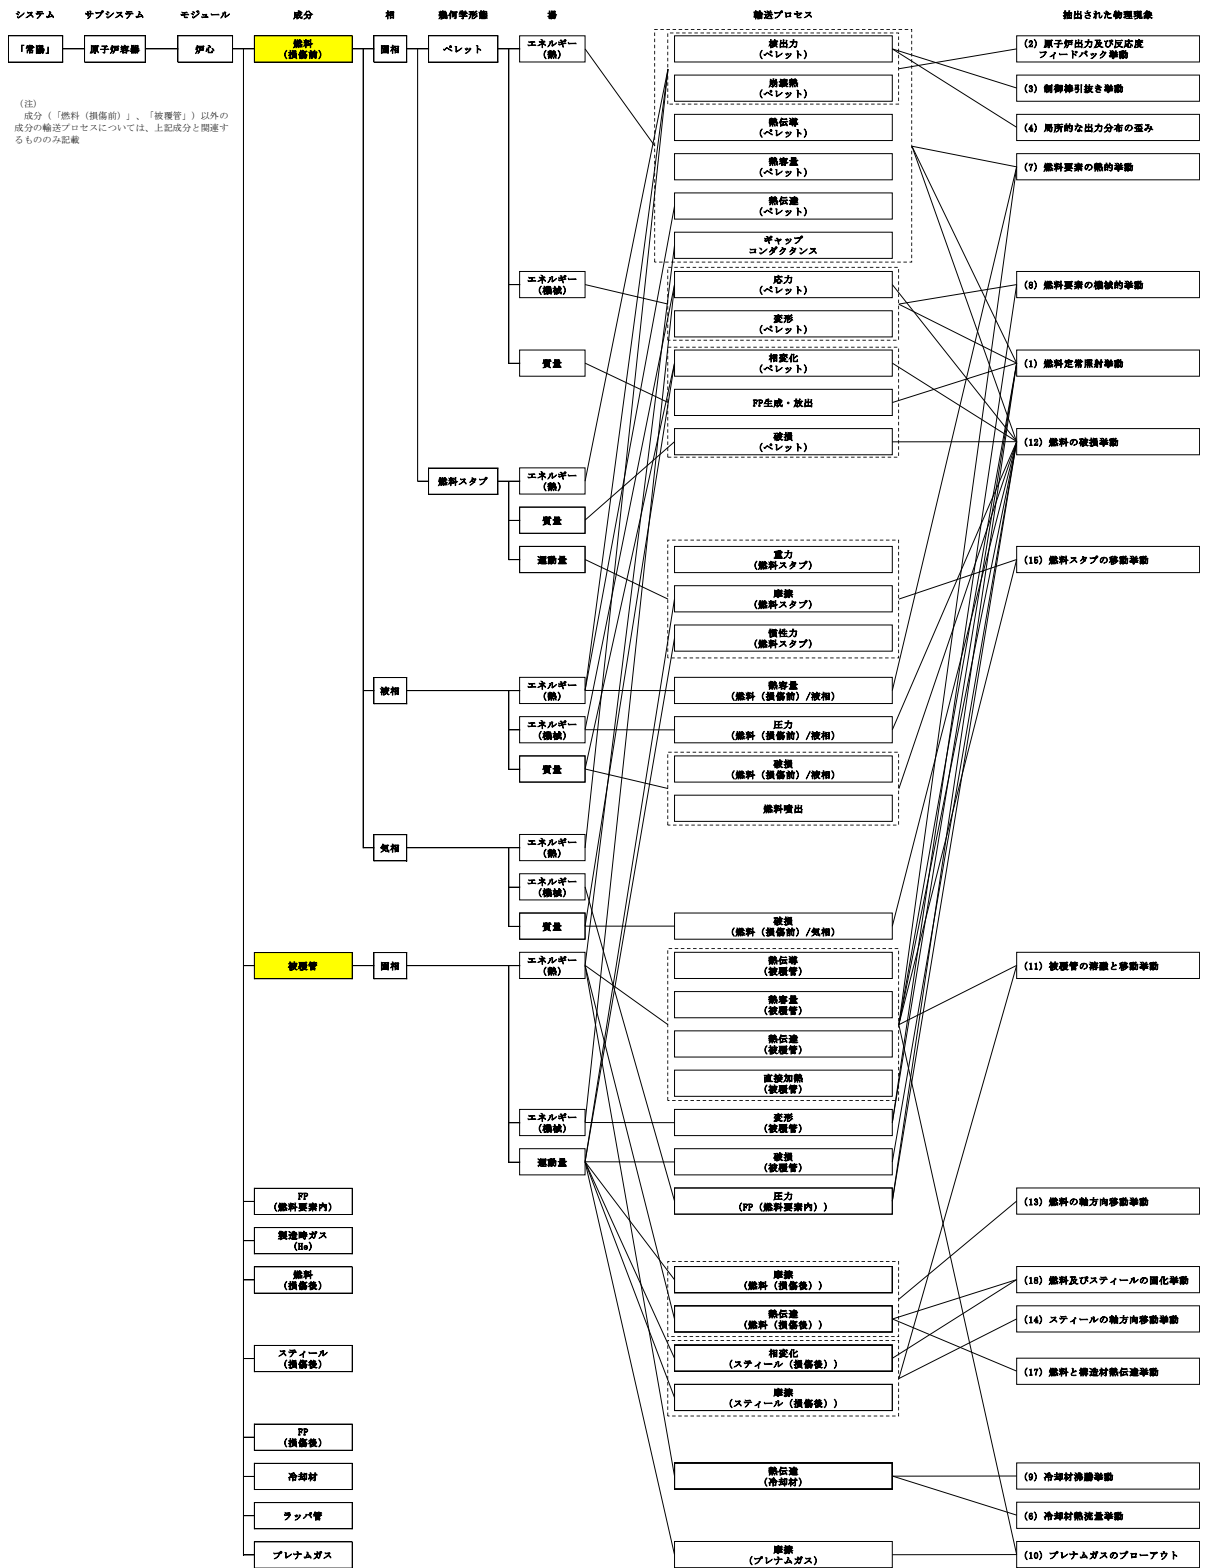 システム
サブシステム
モジュール
成分
相
幾何学形態
場
輸送プロセス
抽出された物理現象
「常陽」
原子炉容器
炉心
燃料
(損傷前)
固相
ペレット
エネルギー
(熱)
核出力
(ペレット)
(2) 原子炉出力及び反応度
フィードバック挙動
崩壊熱
(ペレット)
(3) 制御棒引抜き挙動
(注)
成分(「燃料(損傷前)」、「被覆管」)以外の
成分の輸送プロセスについては、上記成分と関連す
るもののみ記載
熱伝導
(ペレット)
(4) 局所的な出力分布の歪み
熱容量
(ペレット)
(7) 燃料要素の熱的挙動
熱伝達
(ペレット)
ギャップ
コンダクタンス
エネルギー
(機械)
応力
(ペレット)
(8) 燃料要素の機械的挙動
変形
(ペレット)
質量
相変化
(ペレット)
(1) 燃料定常照射挙動
FP生成・放出
破損
(ペレット)
(12) 燃料の破損挙動
燃料スタブ
エネルギー
(熱)
質量
運動量
重力
(燃料スタブ)
(15) 燃料スタブの移動挙動
摩擦
(燃料スタブ)
慣性力
(燃料スタブ)
液相
エネルギー
(熱)
熱容量
(燃料(損傷前)/液相)
エネルギー
(機械)
圧力
(燃料(損傷前)/液相)
質量
破損
(燃料(損傷前)/液相)
燃料噴出
気相
エネルギー
(熱)
エネルギー
(機械)
質量
破損
(燃料(損傷前)/気相)
被覆管
固相
エネルギー
(熱)
熱伝導
(被覆管)
(11) 被覆管の溶融と移動挙動
熱容量
(被覆管)
熱伝達
(被覆管)
直接加熱
(被覆管)
エネルギー
(機械)
変形
(被覆管)
運動量
破損
(被覆管)
FP
(燃料要素内)
圧力
(FP(燃料要素内))
(13) 燃料の軸方向移動挙動
製造時ガス
(He)
燃料
(損傷後)
摩擦
(燃料(損傷後))
(18) 燃料及びスティールの固化挙動
熱伝達
(燃料(損傷後))
(14) スティールの軸方向移動挙動
スティール
(損傷後)
相変化
(スティール(損傷後))
(17) 燃料と構造材熱伝達挙動
摩擦
(スティール(損傷後))
FP
(損傷後)
冷却材
熱伝達
(冷却材)
(9) 冷却材沸騰挙動
ラッパ管
(6) 冷却材熱流量挙動
プレナムガス
摩擦
(プレナムガス)
(10) プレナムガスのブローアウト